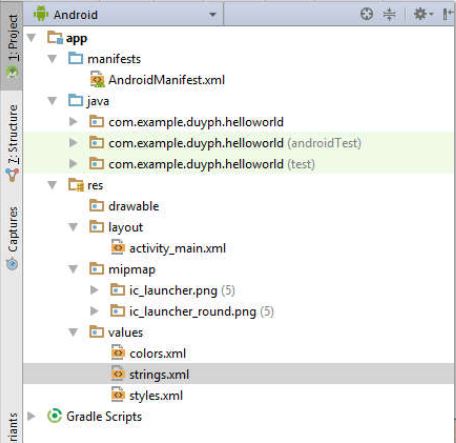 Android
1: Project
app
manifests
AndroidManifest.xml
java
com.example.duyph.helloworld
com.example.duyph.helloworld (androidTest)
com.example.duyph.helloworld (test)
7: Structure
res
drawable
layout
activity_main.xml
Captures
mipmap
ic_launcher.png (5)
ic_launcher_round.png (5)
values
colors.xml
strings.xml
styles.xml
Gradle Scripts
riants